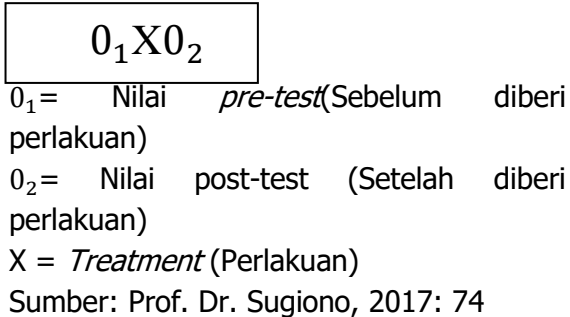 0₁X0₂
0₁= Nilai pre-test(Sebelum diberi
perlakuan)
0₂= Nilai post-test (Setelah diberi
perlakuan)
X = Treatment (Perlakuan)
Sumber: Prof. Dr. Sugiono, 2017: 74